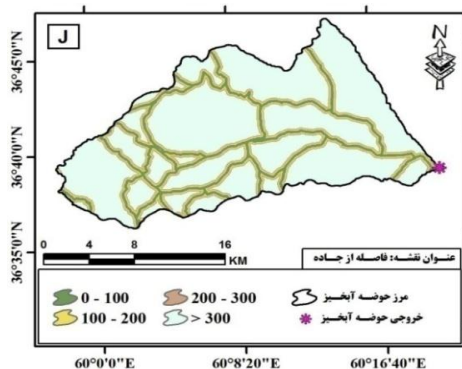 J
N
36°45'0"N
36°40'0"N
36°35'0"N
0 4 8 16
KM
عنوان نقشه: فاصله از جاده
0 - 100
200 - 300
مرز حوضه آبخیز
100 - 200
> 300
خروجی حوضه آبخیز
60°0'0"E 60°8'20"E 60°16'40"E